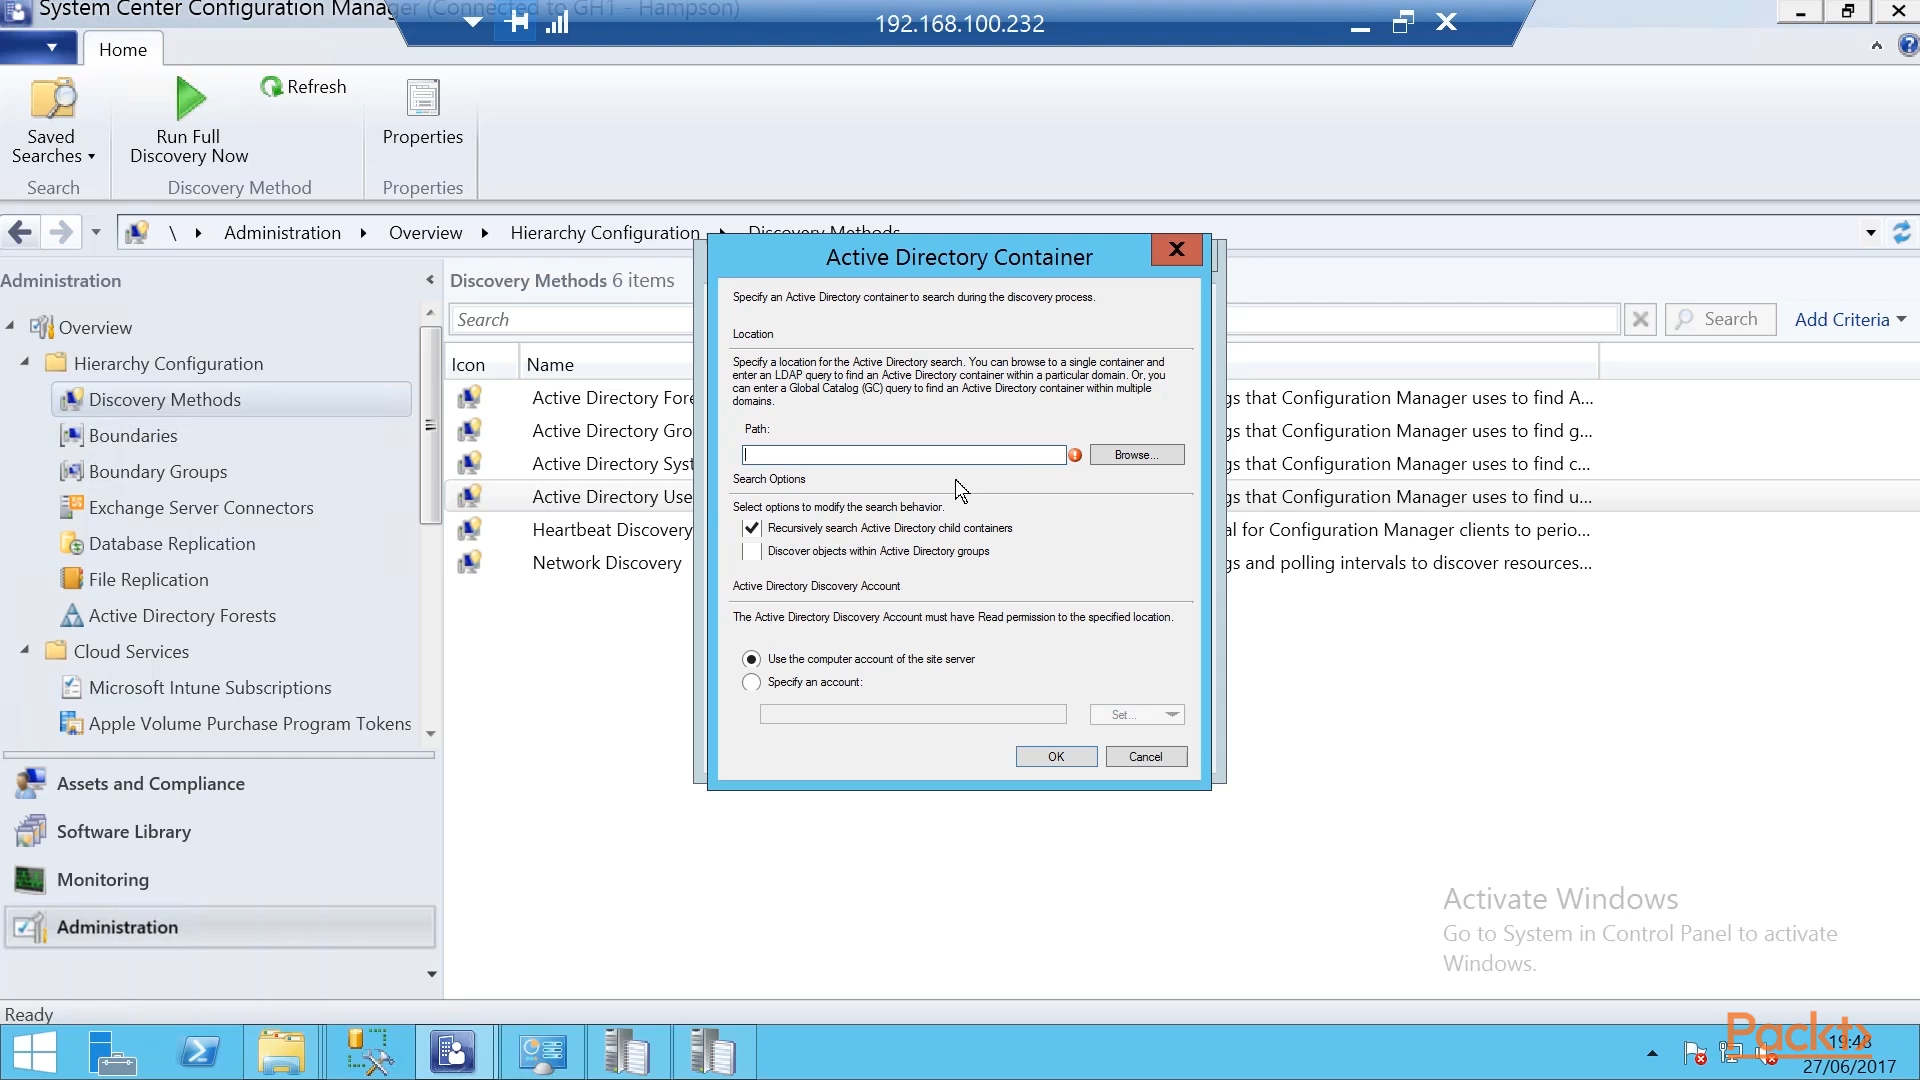 System Center Configuration Manager (Connected to GH1 - Hampson)
192.168.100.232
Home
Saved
Searches
Run Full
Discovery Now
Refresh
Properties
Search
Discovery Method
Properties
\ Administration Overview Hierarchy Configuration Discovery Methods
Administration
Overview
Hierarchy Configuration
Discovery Methods
Boundaries
Boundary Groups
Exchange Server Connectors
Database Replication
File Replication
Active Directory Forests
Cloud Services
Microsoft Intune Subscriptions
Apple Volume Purchase Program Tokens
Assets and Compliance
Software Library
Monitoring
Administration
Discovery Methods 6 items
Search
Search
Add Criteria
Icon Name
Active Directory Fore
gs that Configuration Manager uses to find A...
Active Directory Gro
gs that Configuration Manager uses to find g...
Active Directory Syst
gs that Configuration Manager uses to find c...
Active Directory Use
gs that Configuration Manager uses to find u...
Heartbeat Discovery
al for Configuration Manager clients to perio...
Network Discovery
gs and polling intervals to discover resources...
Active Directory Container
X
Specify an Active Directory container to search during the discovery process.
Location
Specify a location for the Active Directory search. You can browse to a single container and
enter an LDAP query to find an Active Directory container within a particular domain. Or, you
can enter a Global Catalog (GC) query to find an Active Directory container within multiple
domains.
Path:
Browse...
Search Options
Select options to modify the search behavior.
Recursively search Active Directory child containers
Discover objects within Active Directory groups
Active Directory Discovery Account
The Active Directory Discovery Account must have Read permission to the specified location.
Use the computer account of the site server
Specify an account:
Set...
OK
Cancel
Activate Windows
Go to System in Control Panel to activate
Windows.
Ready
Packt>
19:48
27/06/2017